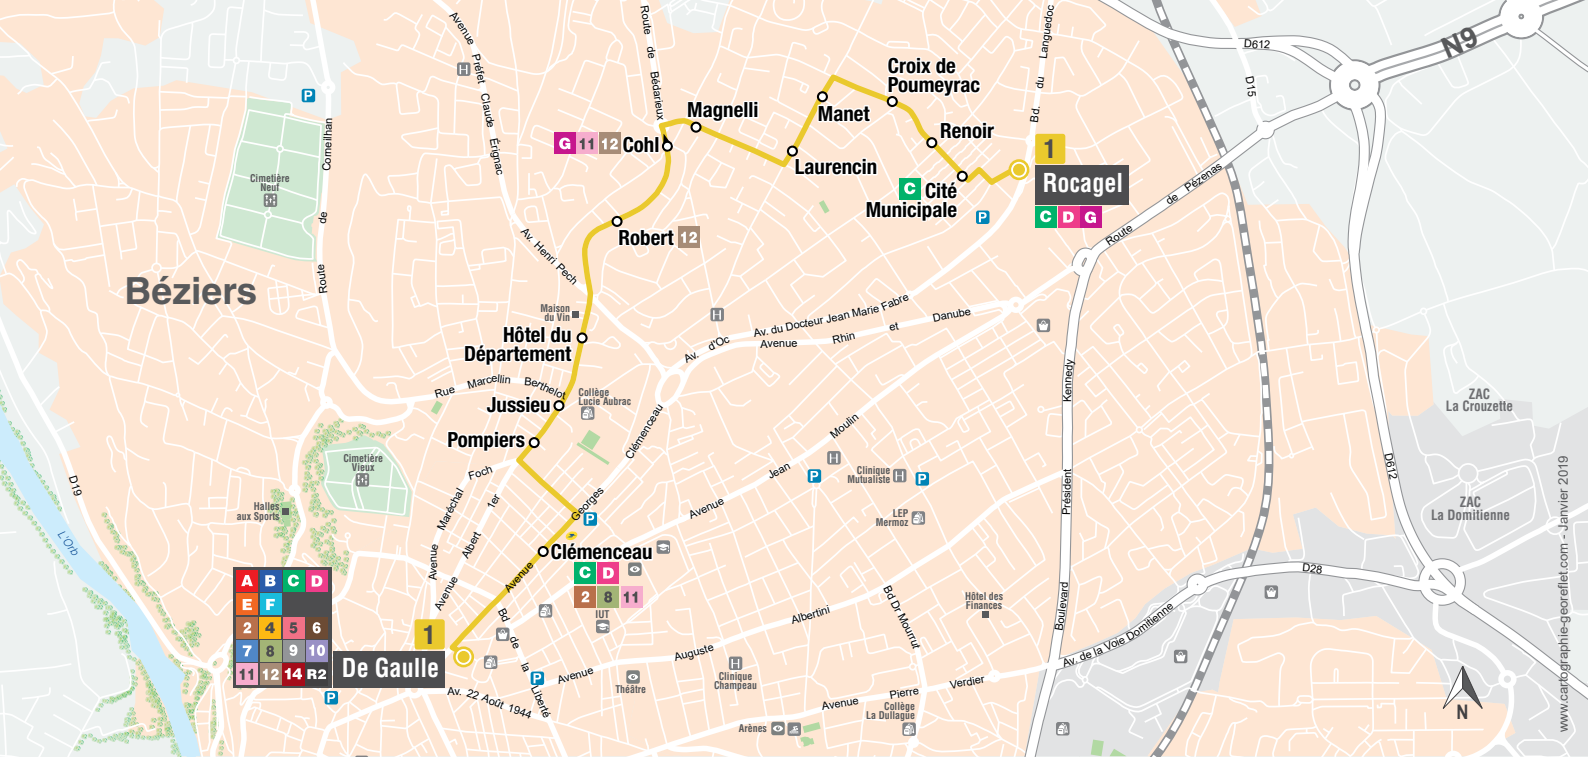 N9
D612
D15
Bd. du Languedoc
Route de Bédarieux
Avenue Préfet Claude Érignac
H
P
Route de Corneilhan
Croix de
Poumeyrac
Magnelli
Manet
Renoir
G 11 12 Cohl
Laurencin
1
Rocagel
C D G
C Cité
Municipale
P
Route de Pézenas
Cimetière
Neuf
Robert 12
Av. Henri Pech
Béziers
Maison
du Vin
H
Hôtel du
Département
Av. d'Oc
Av. du Docteur Jean Marie Fabre
Avenue Rhin et Danube
Rue Marcellin Berthelot
Collège
Lucie Aubrac
Jussieu
Pompiers
Avenue Georges Clémenceau
Avenue Jean Moulin
Boulevard Président Kennedy
ZAC
La Crouzette
D612
Cimetière
Vieux
Avenue Maréchal Foch
Avenue Albert 1er
H
P
Clinique
Mutualiste
H
P
D19
Halles
aux Sports
P
LEP
Mermoz
ZAC
La Domitienne
L'Orb
Clémenceau
C D
2 8 11
IUT
D28
A B C D
E F
2 4 5 6
7 8 9 10
11 12 14 R2
1
De Gaulle
P
Bd de la Liberté
Av. 22 Août 1944
P
Avenue Auguste Albertini
Bd Dr Mourrut
Hôtel des
Finances
Av. de la Voie Domitienne
Théâtre
H
Clinique
Champeau
Avenue Pierre Verdier
Collège
La Dullague
Arènes
N
www.cartographie-georeflet.com - Janvier 2019